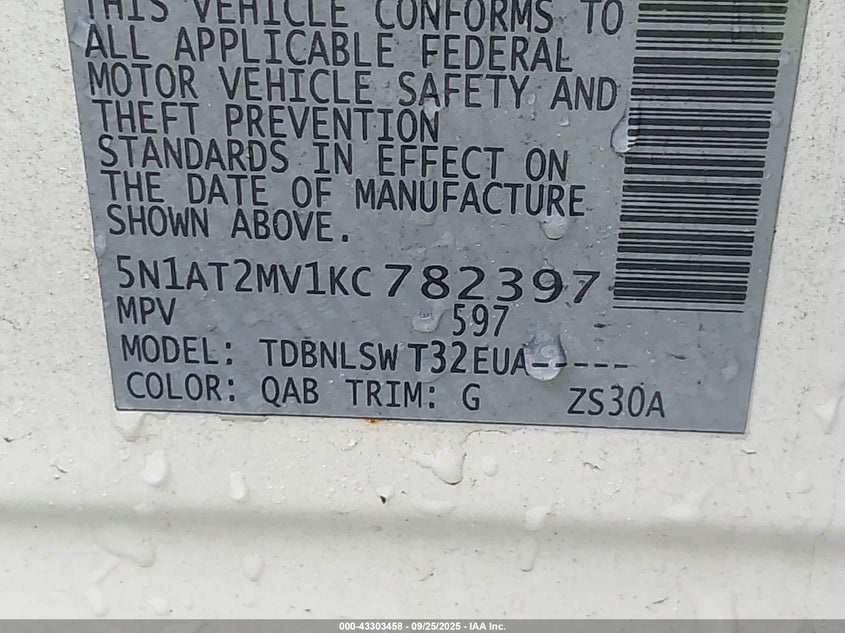 THIS VEHICLE CONFORMS TO
ALL APPLICABLE FEDERAL
MOTOR VEHICLE SAFETY AND
THEFT PREVENTION
STANDARDS IN EFFECT ON
THE DATE OF MANUFACTURE
SHOWN ABOVE.
5N1AT2MV1KC782397
MPV 597
MODEL: TDBNLSW T32EUA-----
COLOR: QAB TRIM: G ZS30A
000-43303458 - 09/25/2025 - IAA Inc.